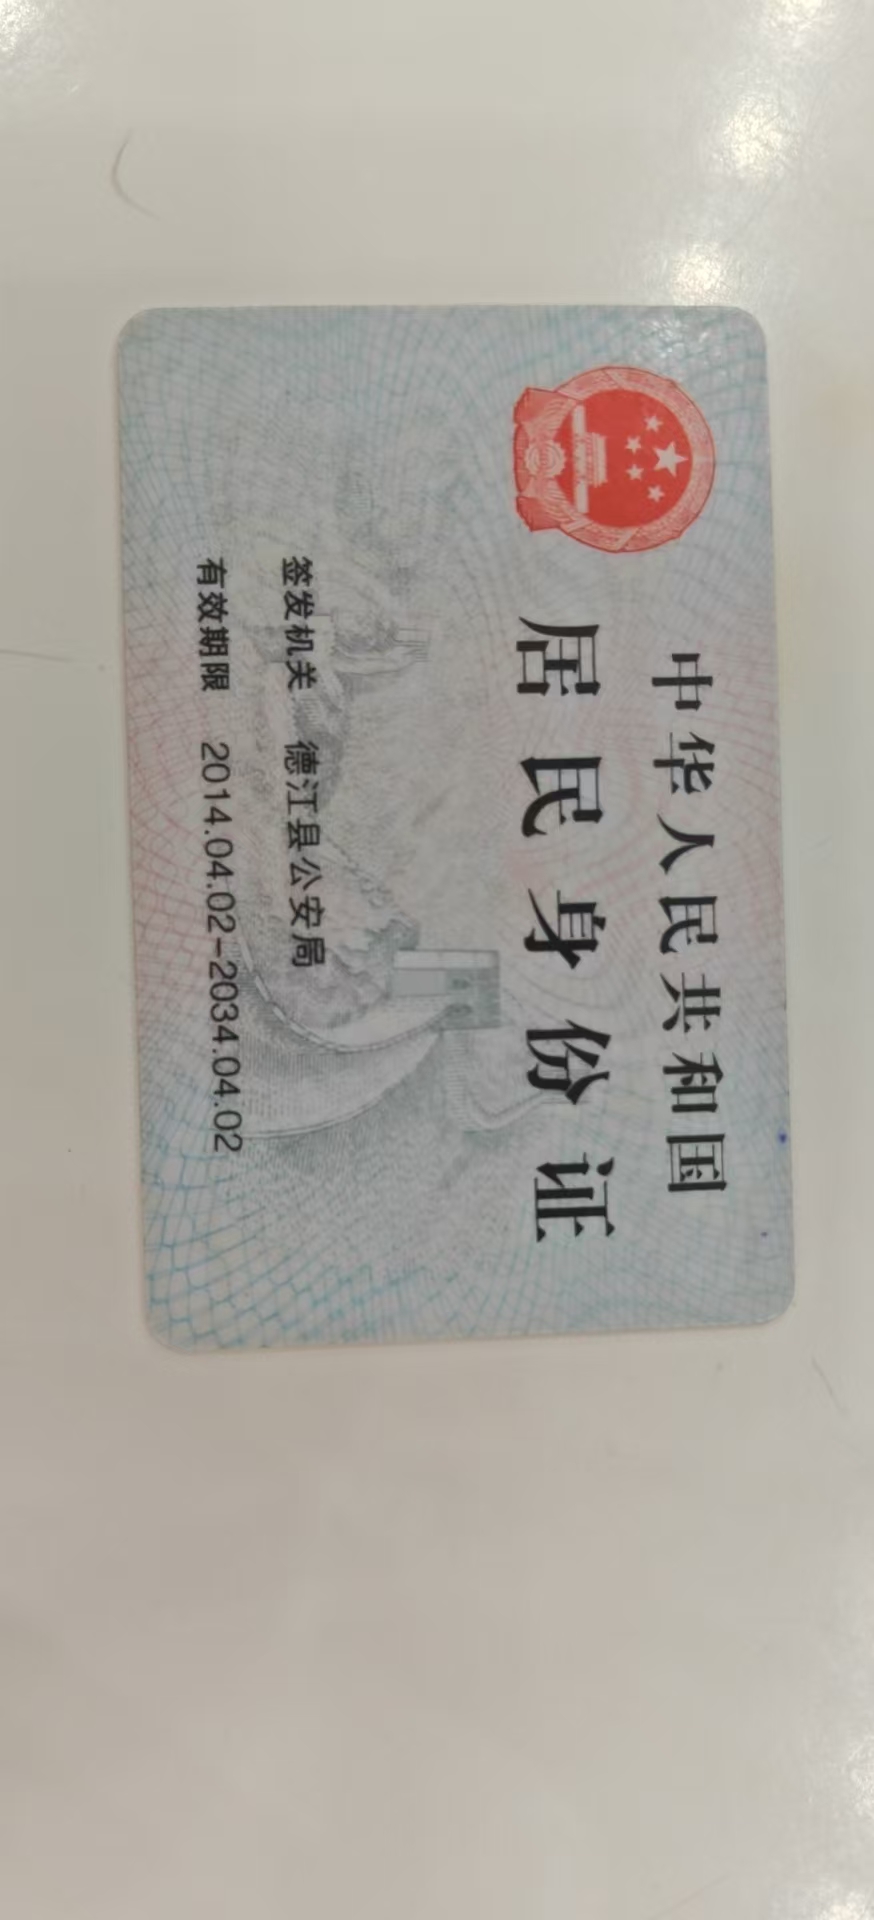 中华人民共和国
居民身份证
签发机关 德江县公安局
有效期限 2014.04.02-2034.04.02